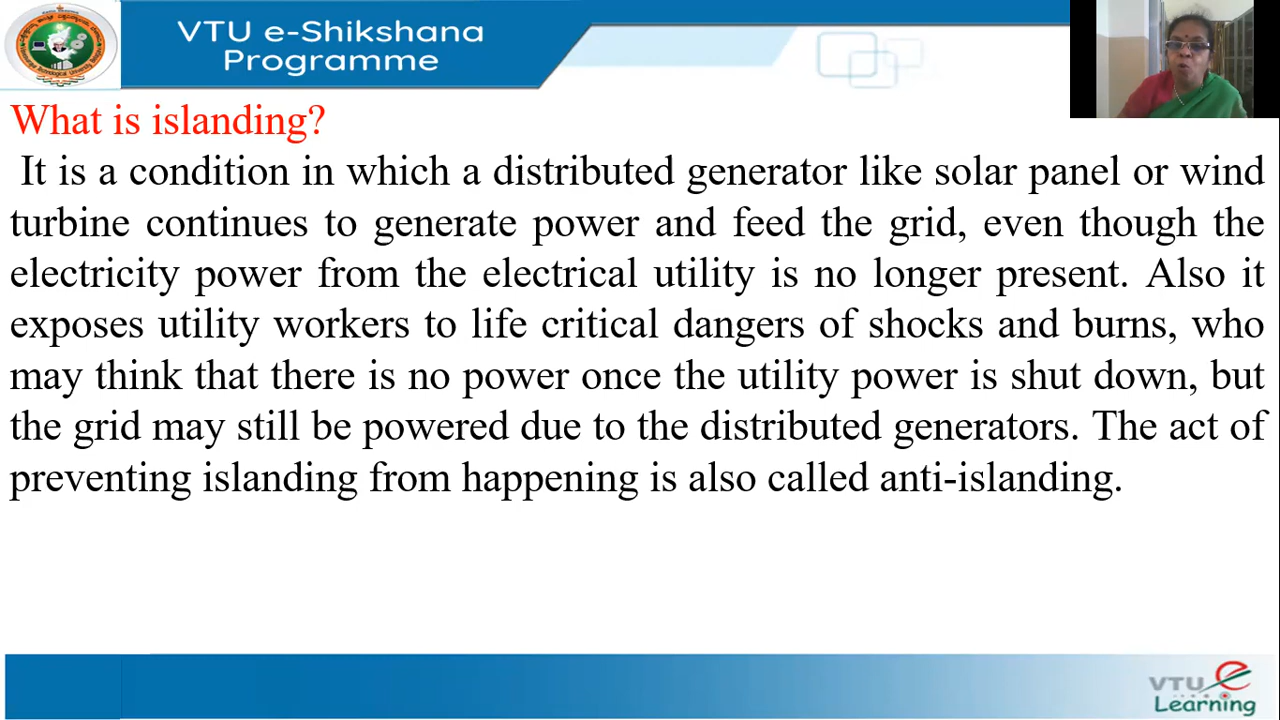 VTU e-Shikshana
Programme
What is islanding?
It is a condition in which a distributed generator like solar panel or wind
turbine continues to generate power and feed the grid, even though the
electricity power from the electrical utility is no longer present. Also it
exposes utility workers to life critical dangers of shocks and burns, who
may think that there is no power once the utility power is shut down, but
the grid may still be powered due to the distributed generators. The act of
preventing islanding from happening is also called anti-islanding.
VTU e
Learning